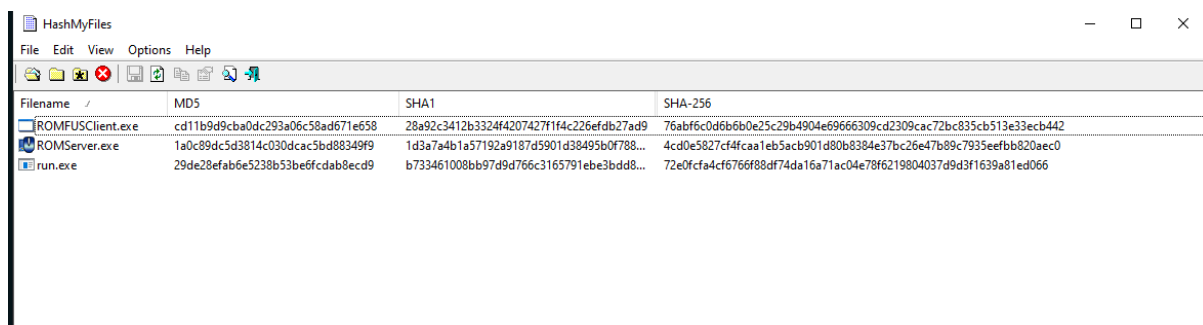 HashMyFiles
File Edit View Options Help
Filename / MD5 SHA1 SHA-256
ROMFUSClient.exe cd11b9d9cba0dc293a06c58ad671e658 28a92c3412b3324f4207427f1f4c226efdb27ad9 76abf6c0d6b6b0e25c29b4904e69666309cd2309cac72bc835cb513e33ecb442
ROMServer.exe 1a0c89dc5d3814c030dcac5bd88349f9 1d3a7a4b1a57192a9187d5901d38495b0f788... 4cd0e5827cf4fcaa1eb5acb901d80b8384e37bc26e47b89c7935eefbb820aec0
run.exe 29de28efab6e5238b53be6fcdab8ecd9 b733461008bb97d9d766c3165791ebe3bdd8... 72e0fcfa4cf6766f88df74da16a71ac04e78f6219804037d9d3f1639a81ed066